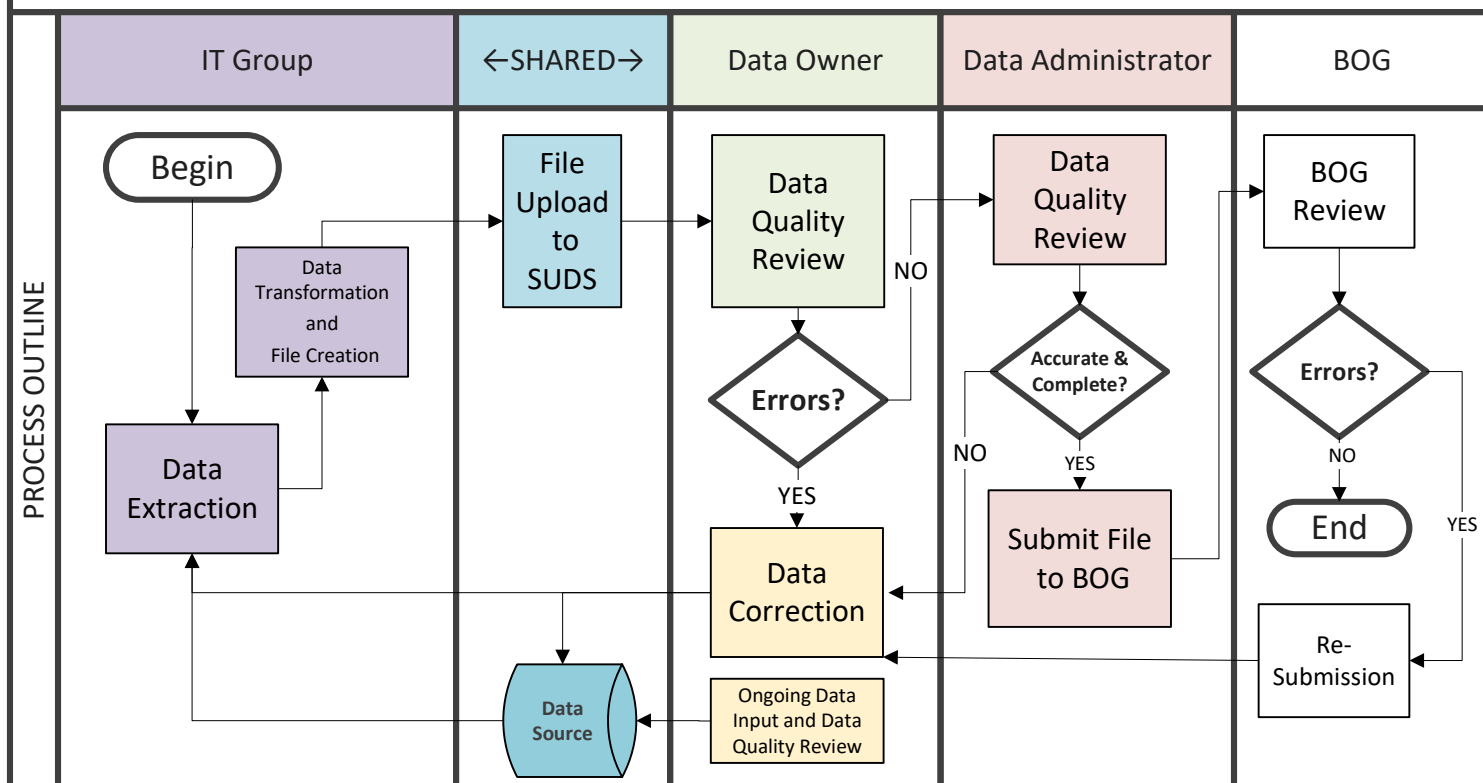 IT Group
←SHARED→
Data Owner
Data Administrator
BOG
PROCESS OUTLINE
Begin
Data
Transformation
and
File Creation
Data
Extraction
File
Upload
to
SUDS
Data
Source
Data
Quality
Review
Errors?
NO
YES
Data
Correction
Ongoing Data
Input and Data
Quality Review
Data
Quality
Review
Accurate &
Complete?
NO
YES
Submit File
to BOG
BOG
Review
Errors?
NO
YES
End
Re-
Submission